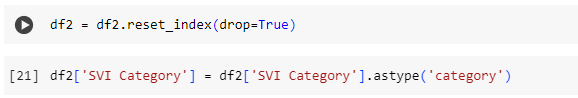 df2 = df2.reset_index(drop=True)
[21] df2['SVI Category'] = df2['SVI Category'].astype('category')